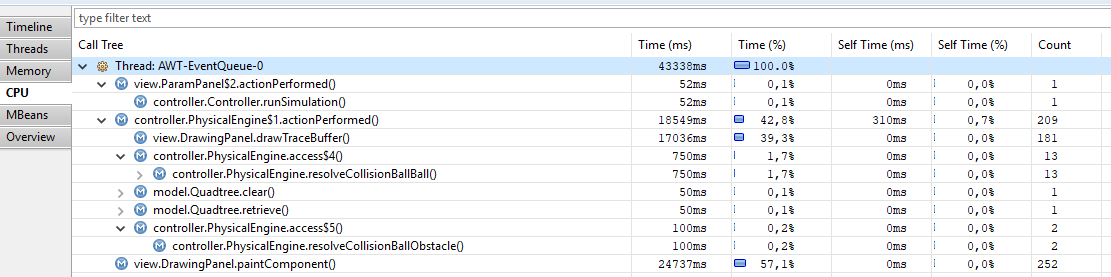 type filter text
Timeline
Threads
Memory
CPU
MBeans
Overview
Call Tree Time (ms) Time (%) Self Time (ms) Self Time (%) Count
Thread: AWT-EventQueue-0 43338ms 100.0%
view.ParamPanel$2.actionPerformed() 52ms 0,1% 0ms 0,0% 1
controller.Controller.runSimulation() 52ms 0,1% 0ms 0,0% 1
controller.PhysicalEngine$1.actionPerformed() 18549ms 42,8% 310ms 0,7% 209
view.DrawingPanel.drawTraceBuffer() 17036ms 39,3% 0ms 0,0% 181
controller.PhysicalEngine.access$4() 750ms 1,7% 0ms 0,0% 13
controller.PhysicalEngine.resolveCollisionBallBall() 750ms 1,7% 0ms 0,0% 13
model.Quadtree.clear() 50ms 0,1% 0ms 0,0% 1
model.Quadtree.retrieve() 50ms 0,1% 0ms 0,0% 1
controller.PhysicalEngine.access$5() 100ms 0,2% 0ms 0,0% 2
controller.PhysicalEngine.resolveCollisionBallObstacle() 100ms 0,2% 0ms 0,0% 2
view.DrawingPanel.paintComponent() 24737ms 57,1% 0ms 0,0% 252